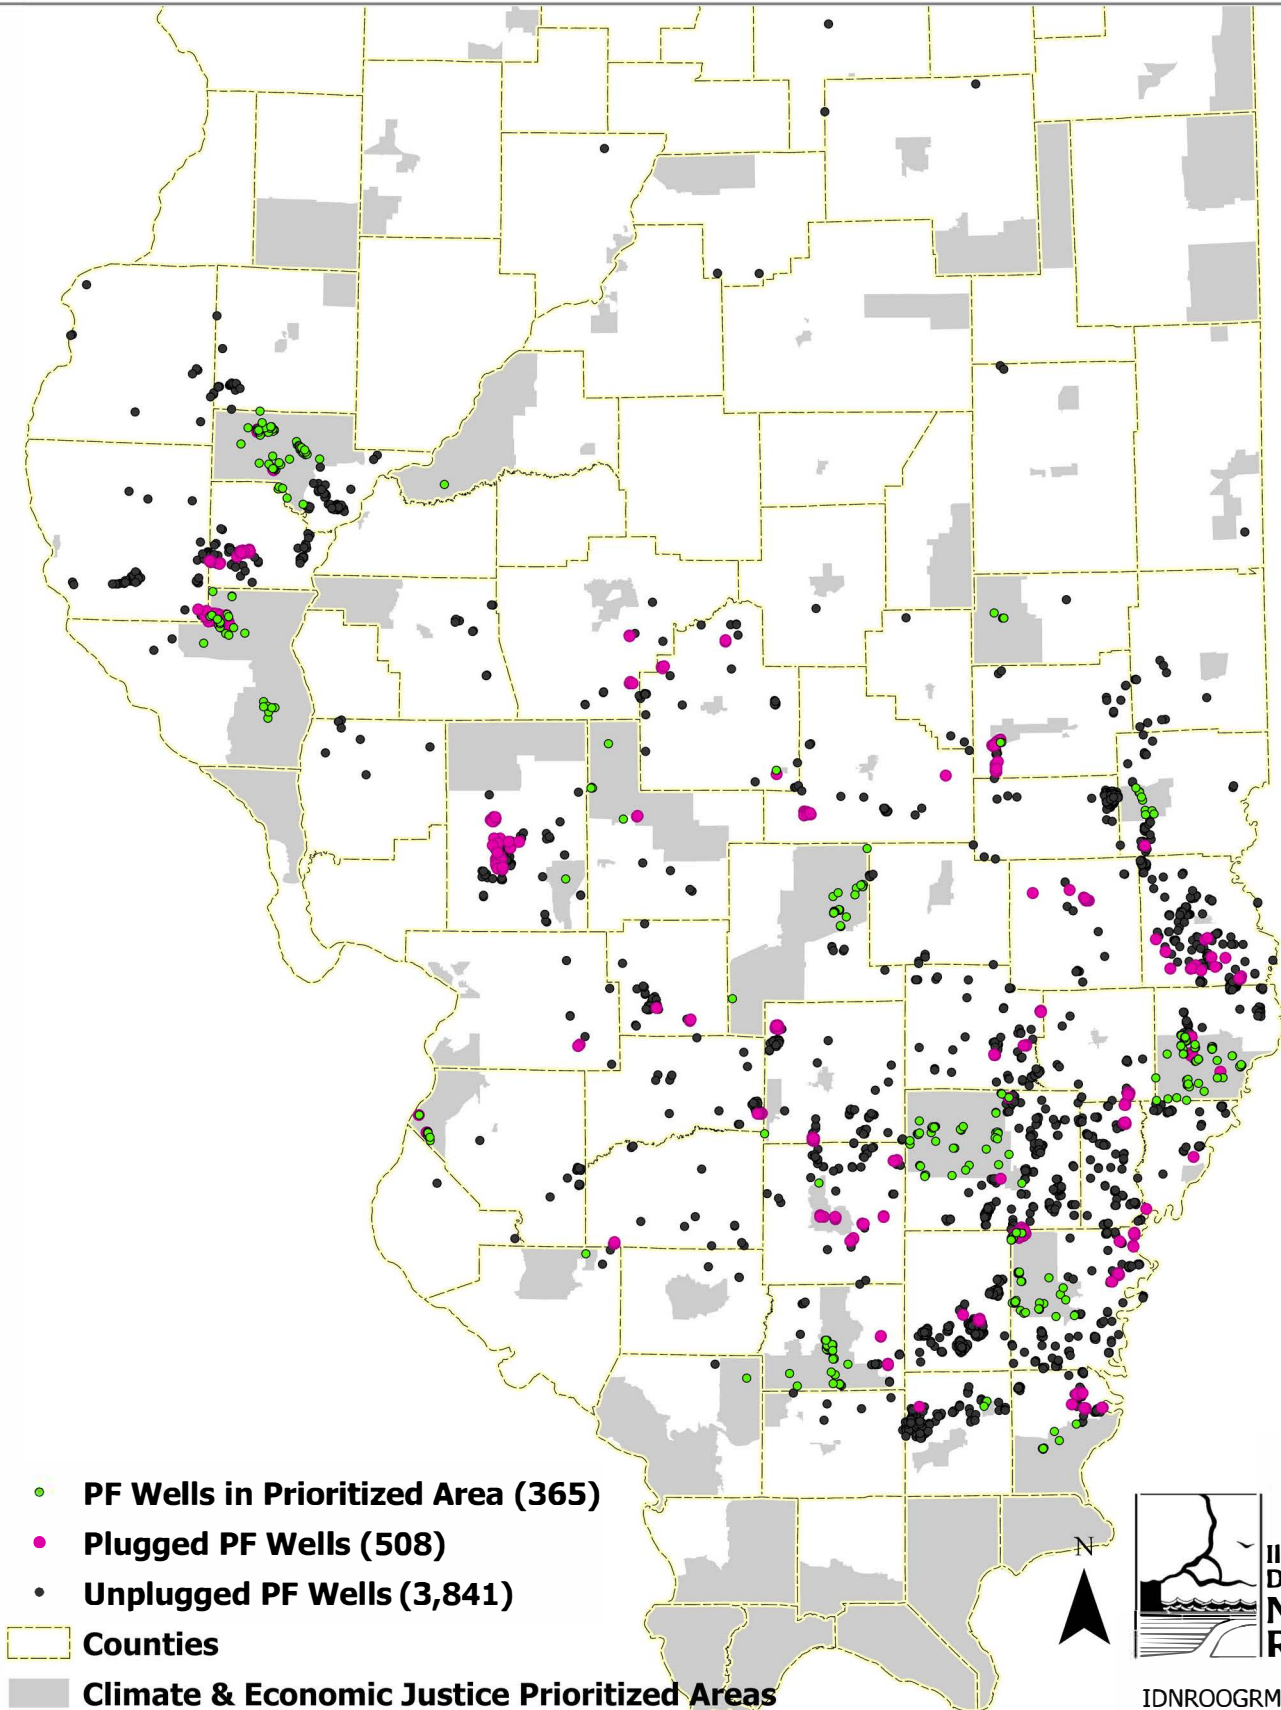 PF Wells in Prioritized Area (365)
Plugged PF Wells (508)
Unplugged PF Wells (3,841)
Counties
Climate & Economic Justice Prioritized Areas
N
IDNROOGRM